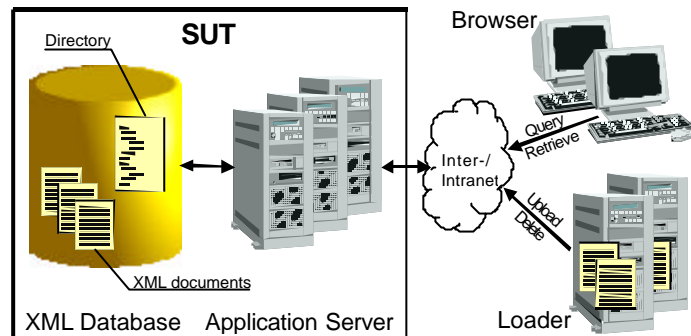 SUT
Directory
XML documents
XML Database
Application Server
Inter-/
Intranet
Browser
Query
Retrieve
Upload
Delete
Loader